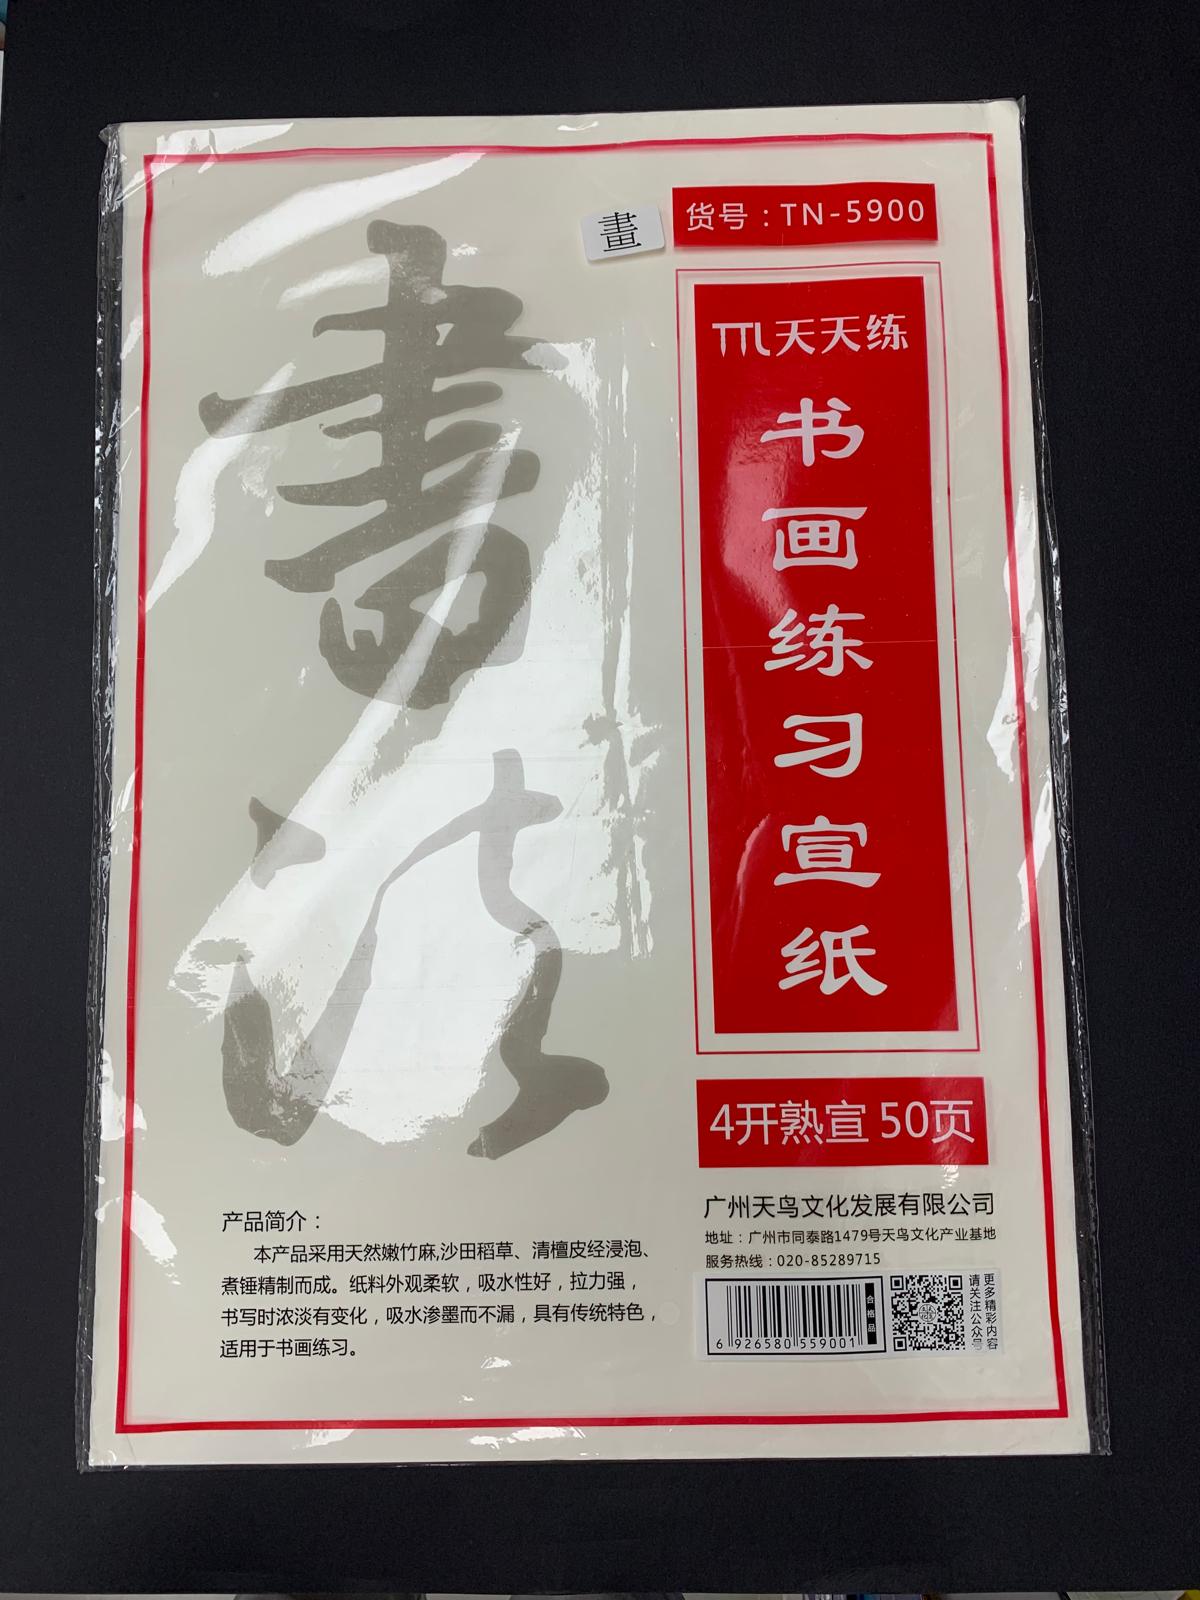 書法
畫
货号：TN-5900
TTL天天练
书画练习宣纸
4开熟宣 50页
广州天鸟文化发展有限公司
地址：广州市同泰路1479号天鸟文化产业基地
服务热线：020-85289715
6 926580 559001
合格品
更多精彩内容
请关注公众号
产品简介：
本产品采用天然嫩竹麻,沙田稻草、清檀皮经浸泡、
煮锤精制而成。纸料外观柔软，吸水性好，拉力强，
书写时浓淡有变化，吸水渗墨而不漏，具有传统特色，
适用于书画练习。